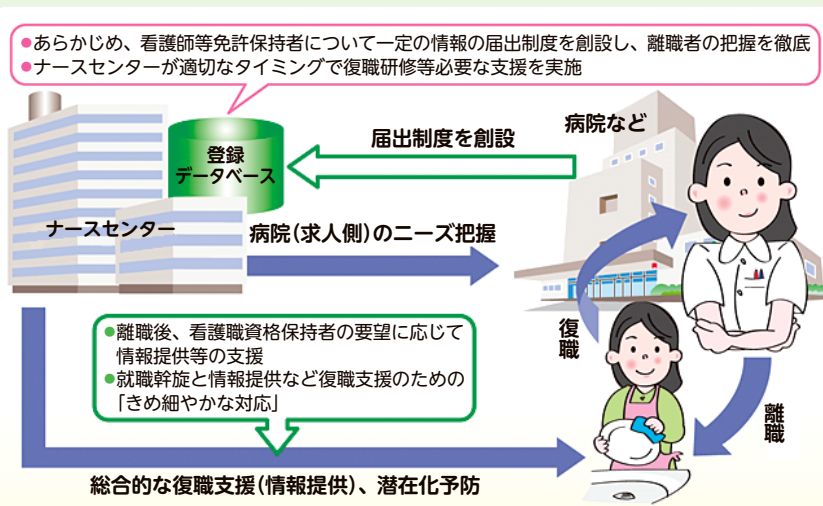 ●あらかじめ、看護師等免許保持者について一定の情報の届出制度を創設し、離職者の把握を徹底
●ナースセンターが適切なタイミングで復職研修等必要な支援を実施
登録
データベース
届出制度を創設
病院など
ナースセンター
病院(求人側)のニーズ把握
●離職後、看護職資格保持者の要望に応じて
情報提供等の支援
●就職幹旋と情報提供など復職支援のための
「きめ細やかな対応」
復職
離職
総合的な復職支援(情報提供)、潜在化予防